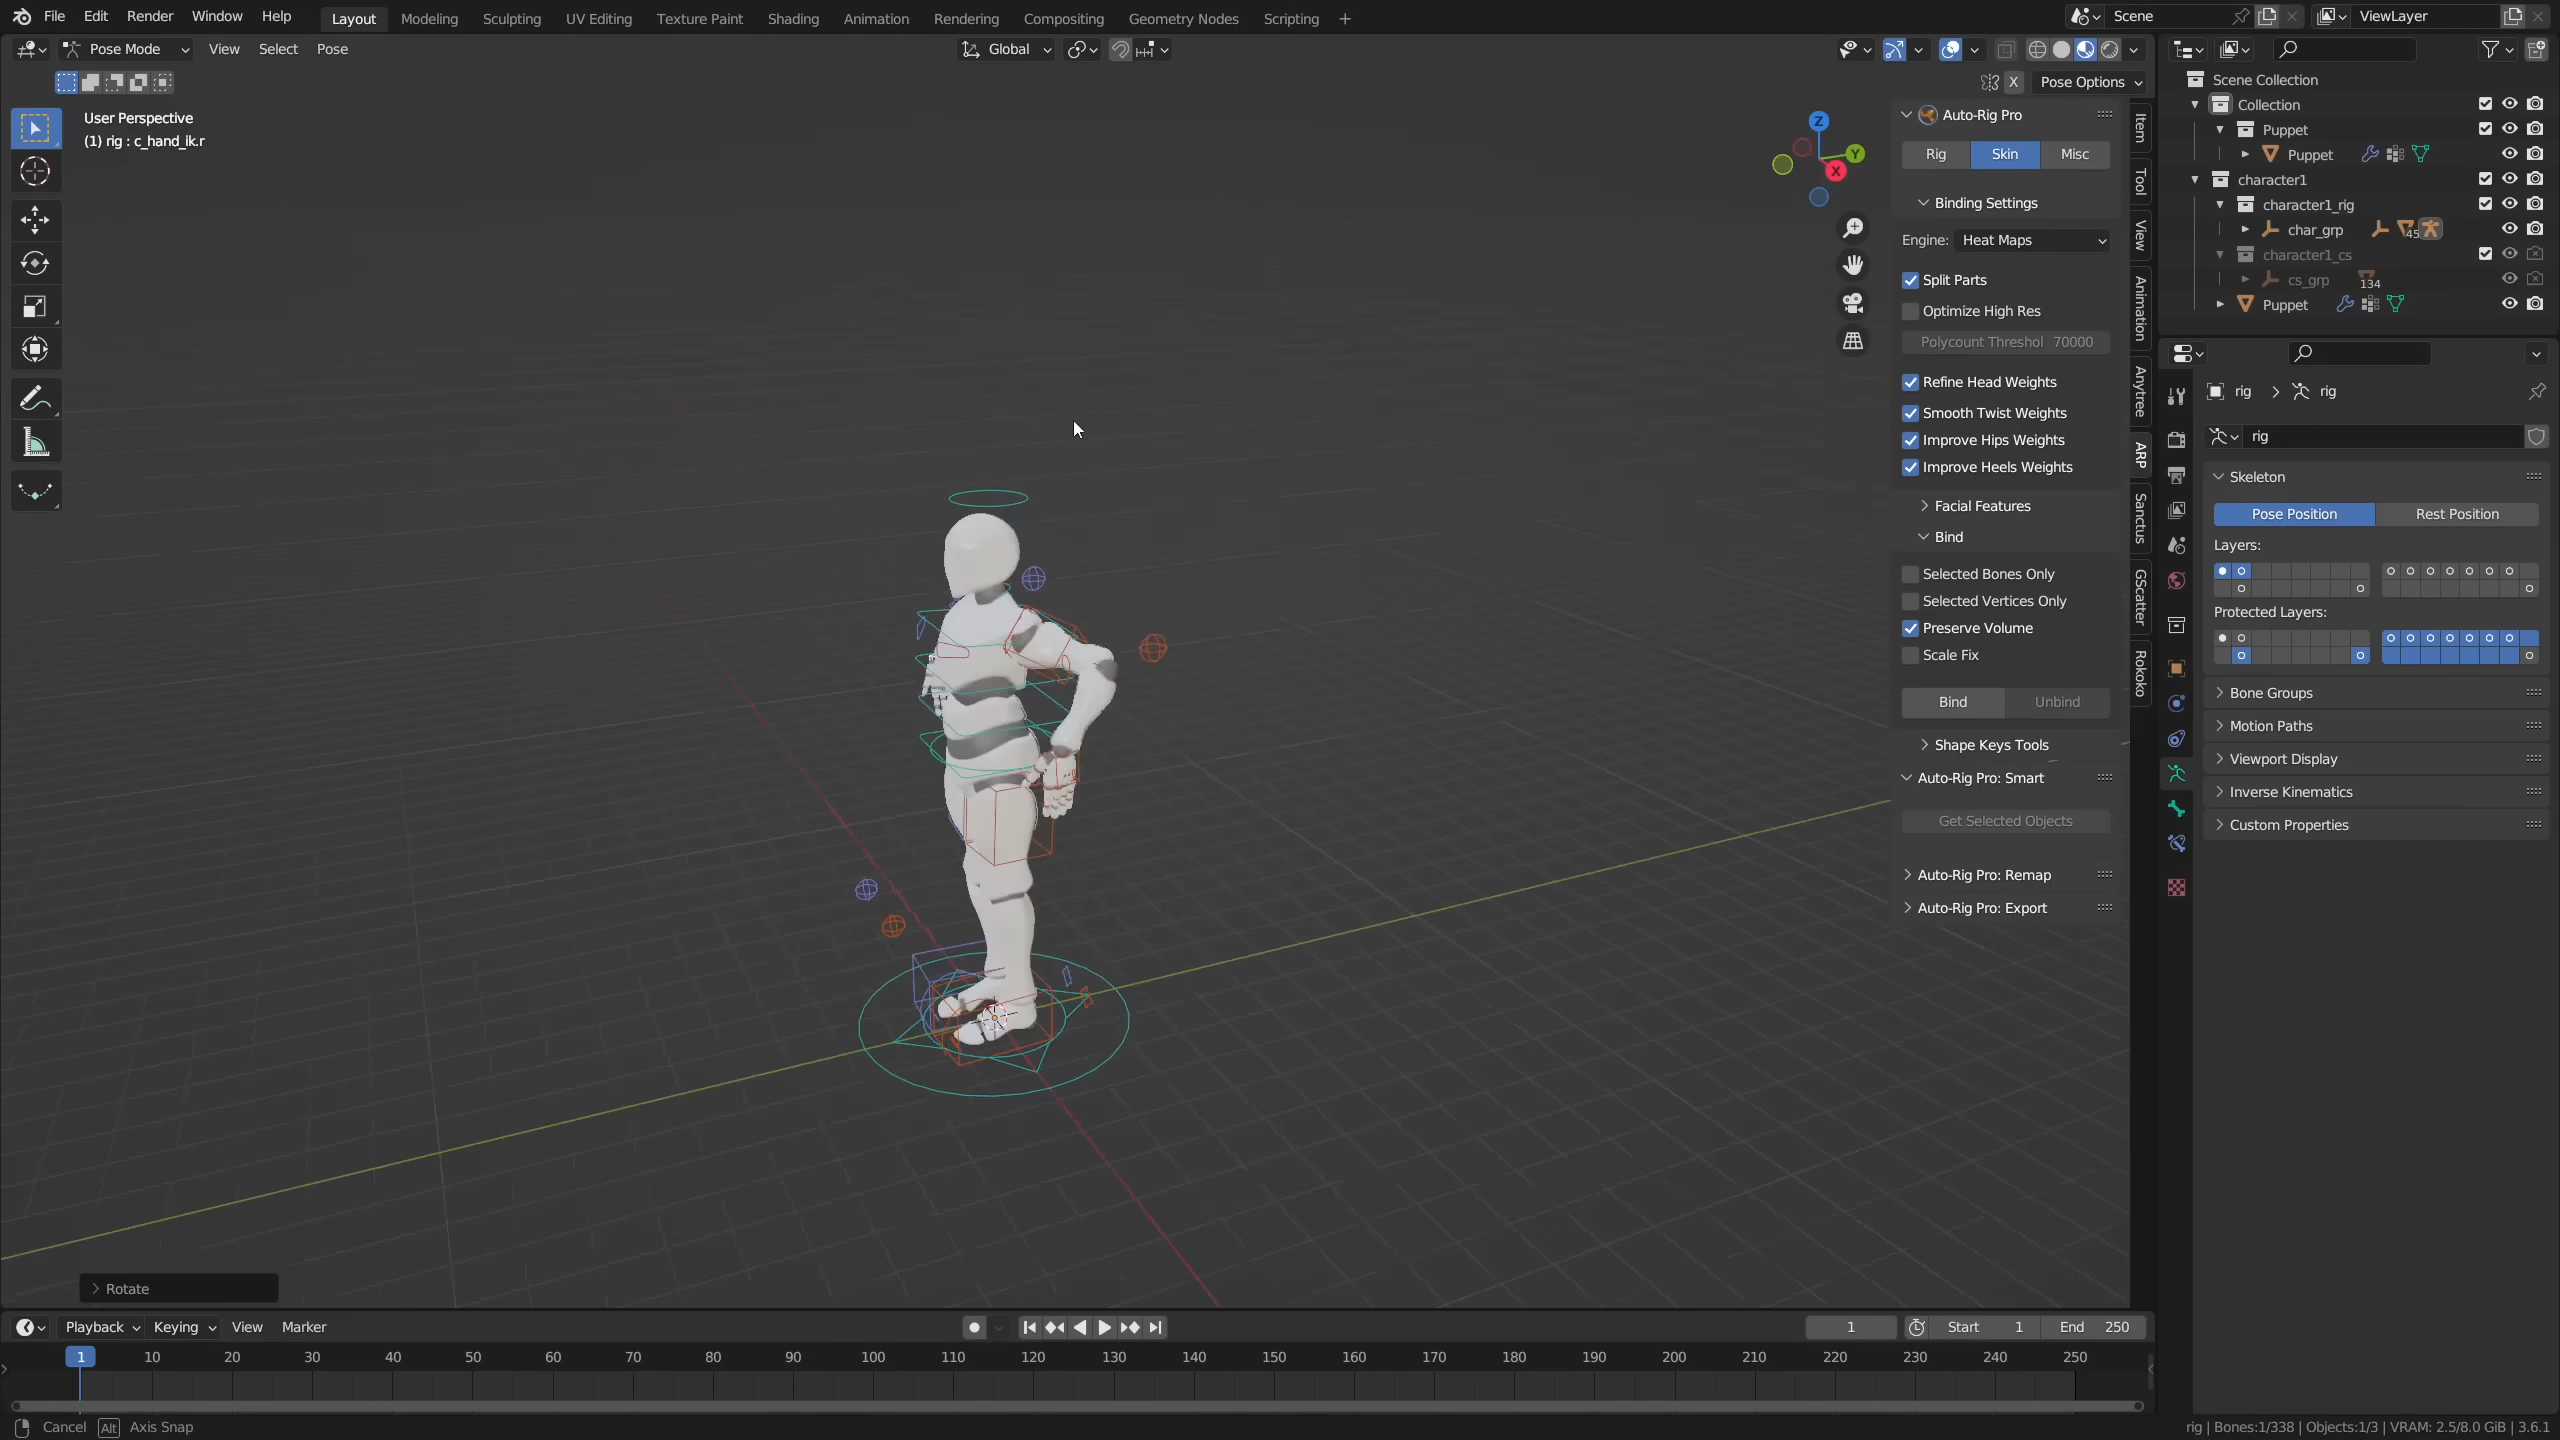 File Edit Render Window Help Layout Modeling Sculpting UV Editing Texture Paint Shading Animation Rendering Compositing Geometry Nodes Scripting + Scene ViewLayer
Pose Mode View Select Pose Global
X Pose Options
User Perspective
(1) rig : c_hand_ik.r
Z
Y
X
Auto-Rig Pro
Rig Skin Misc
Binding Settings
Engine: Heat Maps
Split Parts
Optimize High Res
Polycount Threshol 70000
Refine Head Weights
Smooth Twist Weights
Improve Hips Weights
Improve Heels Weights
Facial Features
Bind
Selected Bones Only
Selected Vertices Only
Preserve Volume
Scale Fix
Bind Unbind
Shape Keys Tools
Auto-Rig Pro: Smart
Get Selected Objects
Auto-Rig Pro: Remap
Auto-Rig Pro: Export
Item
Tool
View
Animation
Anytree
ARP
Sanctus
GScatter
Rokoko
Scene Collection
Collection
Puppet
Puppet
character1
character1_rig
char_grp 45
character1_cs
cs_grp 134
Puppet
rig > rig
rig
Skeleton
Pose Position Rest Position
Layers:
Protected Layers:
Bone Groups
Motion Paths
Viewport Display
Inverse Kinematics
Custom Properties
Rotate
Playback Keying View Marker 1 Start 1 End 250
1 10 20 30 40 50 60 70 80 90 100 110 120 130 140 150 160 170 180 190 200 210 220 230 240 250
Cancel Alt Axis Snap
rig | Bones:1/338 | Objects:1/3 | VRAM: 2.5/8.0 GiB | 3.6.1